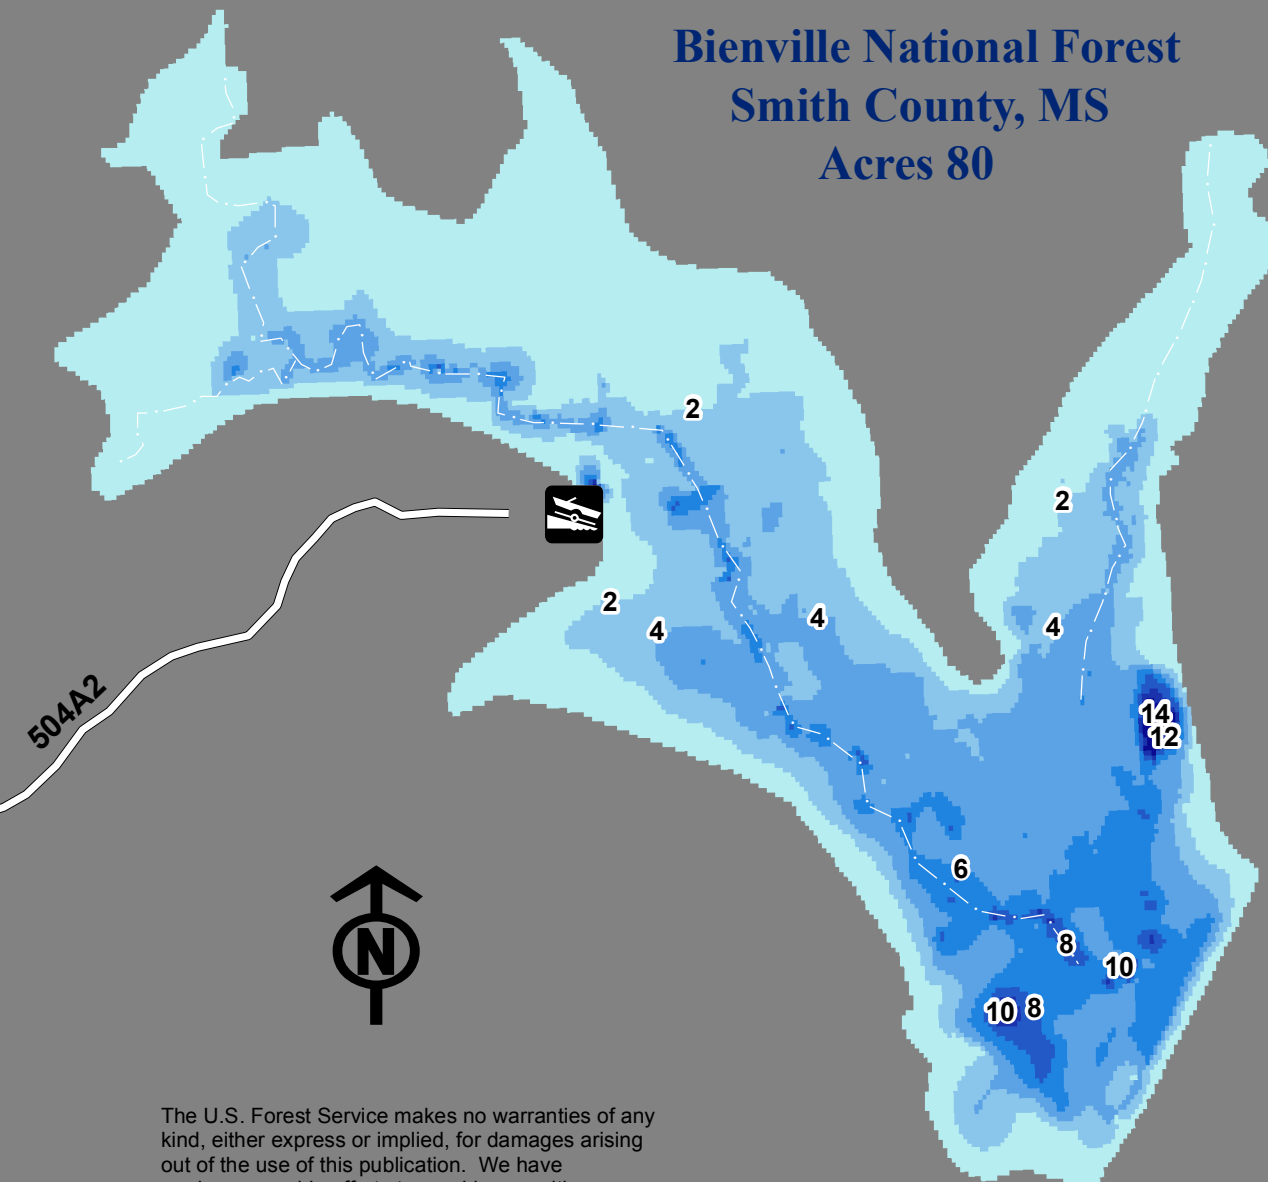 Bienville National Forest
Smith County, MS
Acres 80
2
2
2
4
4
4
504A2
14
12
6
8
10
10 8
N
The U.S. Forest Service makes no warranties of any
kind, either express or implied, for damages arising
out of the use of this publication. We have